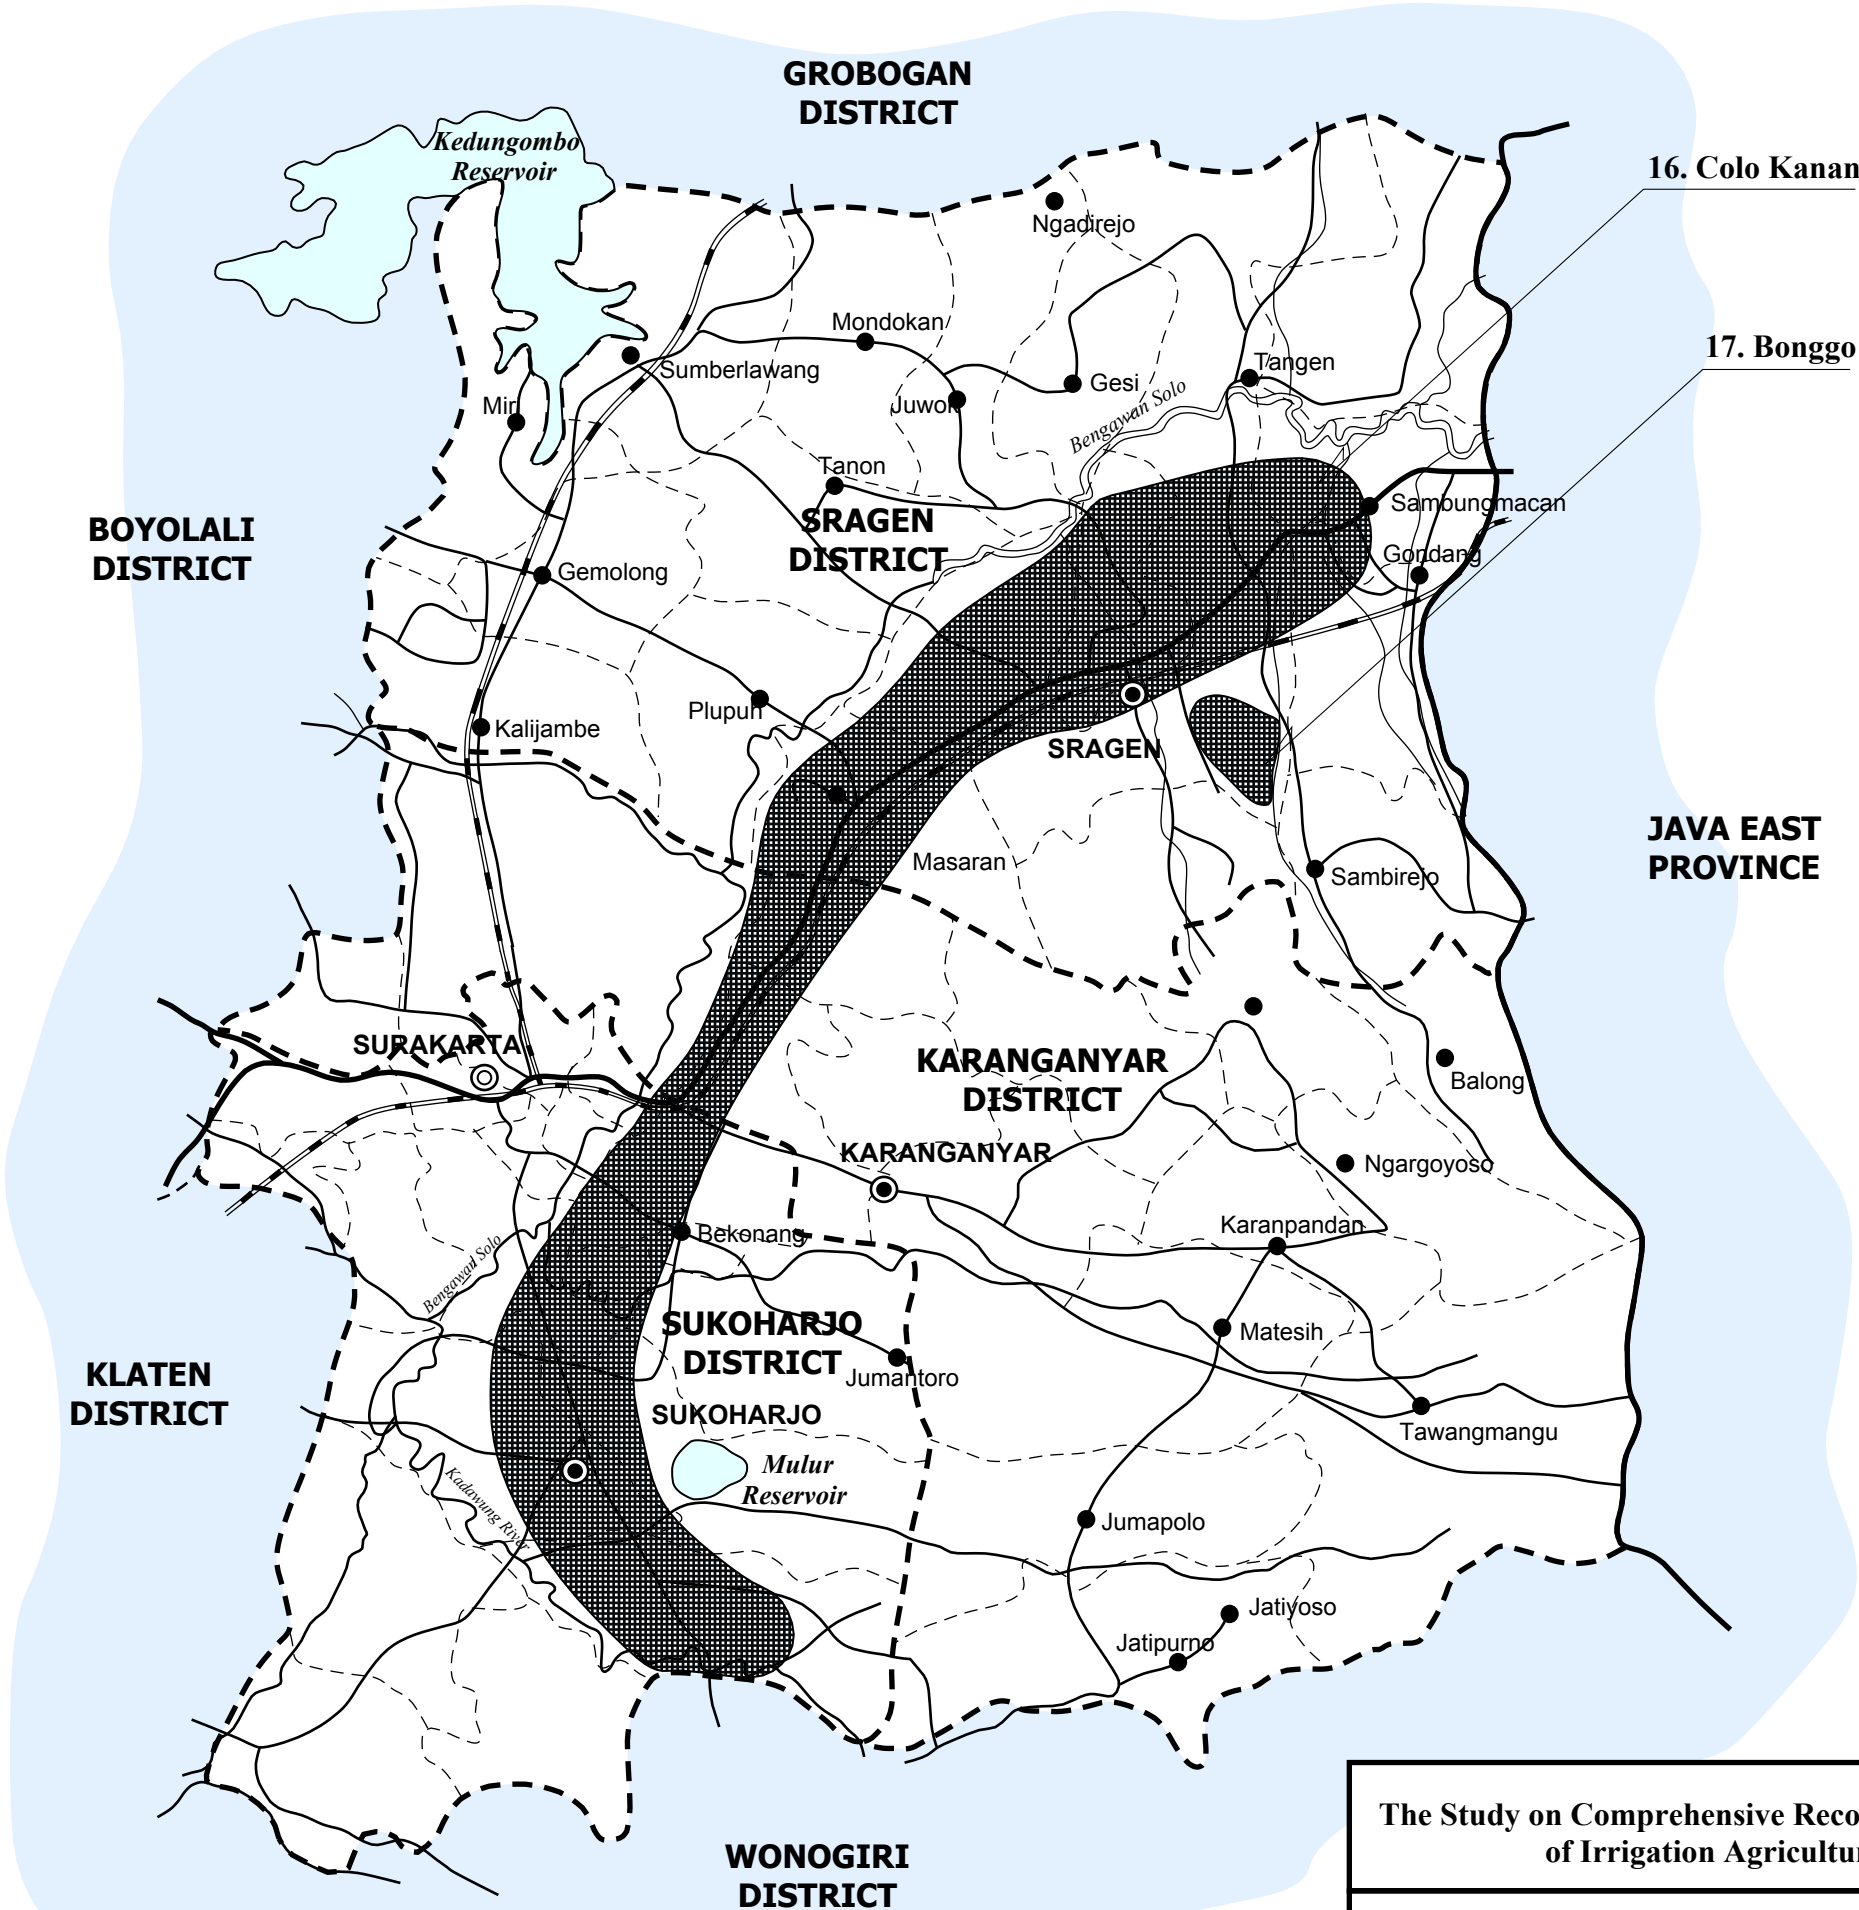 GROBOGAN
DISTRICT
Kedungombo
Reservoir
16. Colo Kanan
Ngadirejo
Mondokan
17. Bonggo
Sumberlawang
Tangen
Gesi
Miri
Juwok
Bengawan Solo
Tanon
Sambungmacan
SRAGEN
DISTRICT
BOYOLALI
DISTRICT
Gondang
Gemolong
Plupuh
Kalijambe
SRAGEN
JAVA EAST
PROVINCE
Masaran
Sambirejo
SURAKARTA
KARANGANYAR
DISTRICT
Balong
KARANGANYAR
Ngargoyoso
Karanpandan
Bekonang
Bengawan Solo
SUKOHARJO
DISTRICT
Matesih
KLATEN
DISTRICT
Jumantoro
SUKOHARJO
Tawangmangu
Mulur
Reservoir
Kadawung River
Jumapolo
Jatiyoso
Jatipurno
The Study on Comprehensive Reco
of Irrigation Agricultu
WONOGIRI
DISTRICT